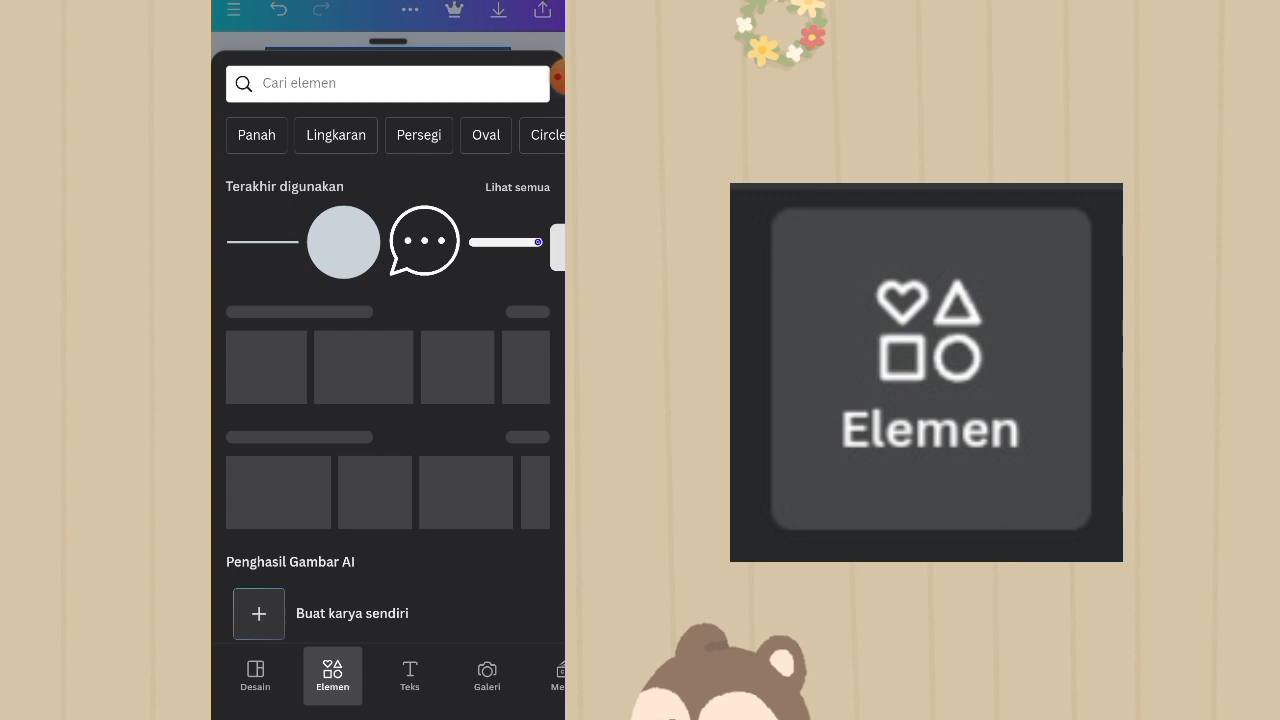 Cari elemen
Panah Lingkaran Persegi Oval Circle
Terakhir digunakan Lihat semua
Penghasil Gambar AI
Buat karya sendiri
Desain Elemen Teks Galeri
Elemen